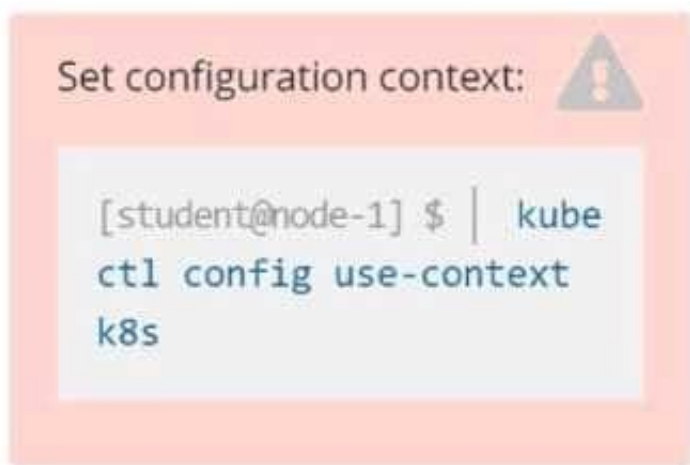 Set configuration context:
[student@node-1] $ | kube
ctl config use-context
k8s